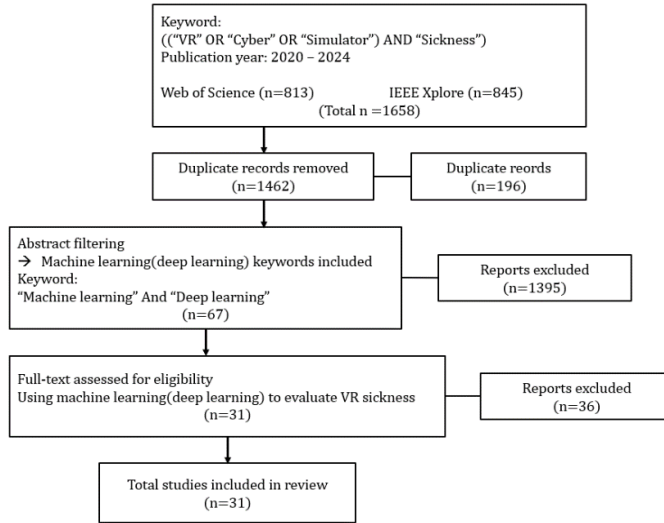 Keyword:
((“VR” OR “Cyber” OR “Simulator”) AND “Sickness”)
Publication year: 2020 – 2024
Web of Science (n=813) IEEE Xplore (n=845)
(Total n =1658)
Duplicate records removed
(n=1462)
Duplicate reords
(n=196)
Abstract filtering
→ Machine learning(deep learning) keywords included
Keyword:
“Machine learning” And “Deep learning”
(n=67)
Reports excluded
(n=1395)
Full-text assessed for eligibility
Using machine learning(deep learning) to evaluate VR sickness
(n=31)
Reports excluded
(n=36)
Total studies included in review
(n=31)